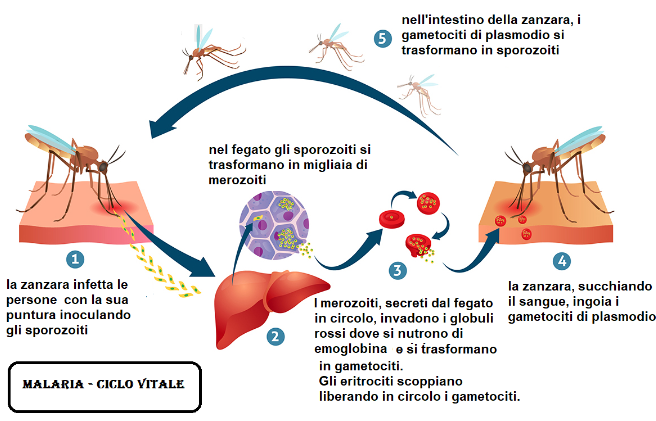 nell'intestino della zanzara, i
gametociti di plasmodio si
trasformano in sporozoiti
5
nel fegato gli sporozoiti si
trasformano in migliaia di
merozoiti
1
la zanzara infetta le
persone con la sua
puntura inoculando
gli sporozoiti
2
3
I merozoiti, secreti dal fegato
in circolo, invadono i globuli
rossi dove si nutrono di
emoglobina e si trasformano
in gametociti.
Gli eritrociti scoppiano
liberando in circolo i gametociti.
4
la zanzara, succhiando
il sangue, ingoia i
gametociti di plasmodio
MALARIA - CICLO VITALE